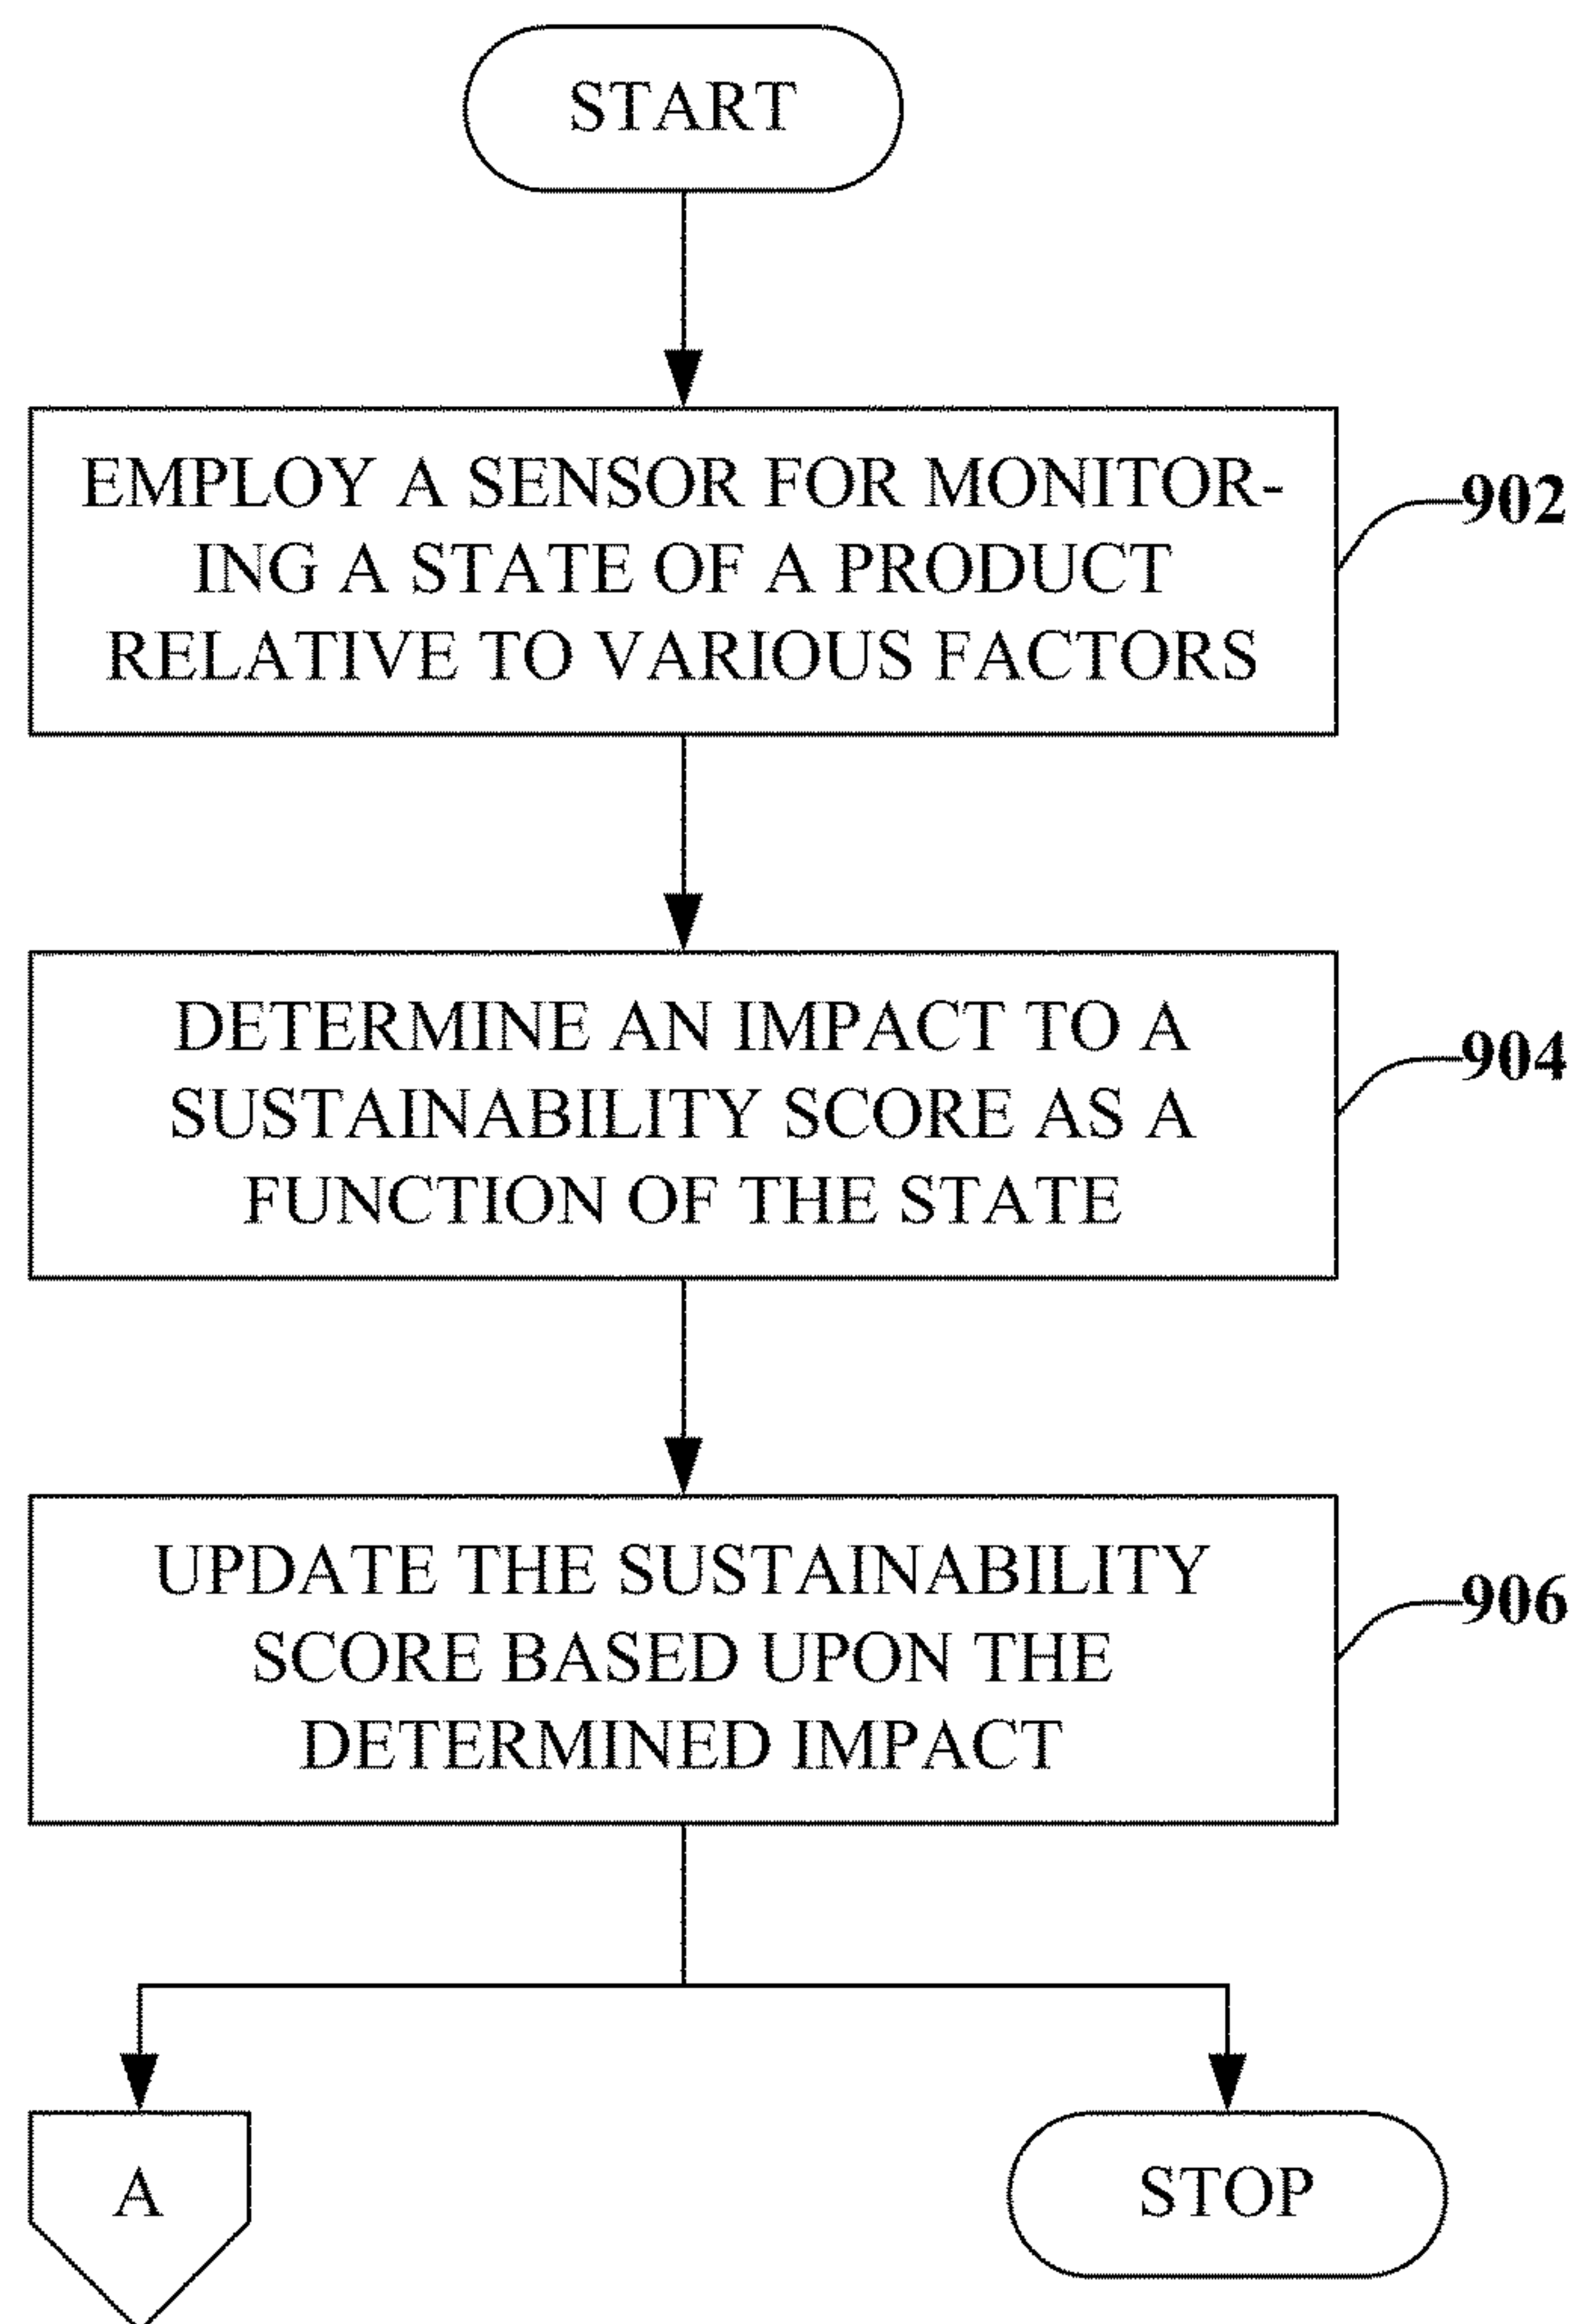 START
EMPLOY A SENSOR FOR MONITOR-
ING A STATE OF A PRODUCT
RELATIVE TO VARIOUS FACTORS
902
DETERMINE AN IMPACT TO A
SUSTAINABILITY SCORE AS A
FUNCTION OF THE STATE
904
UPDATE THE SUSTAINABILITY
SCORE BASED UPON THE
DETERMINED IMPACT
906
A
STOP